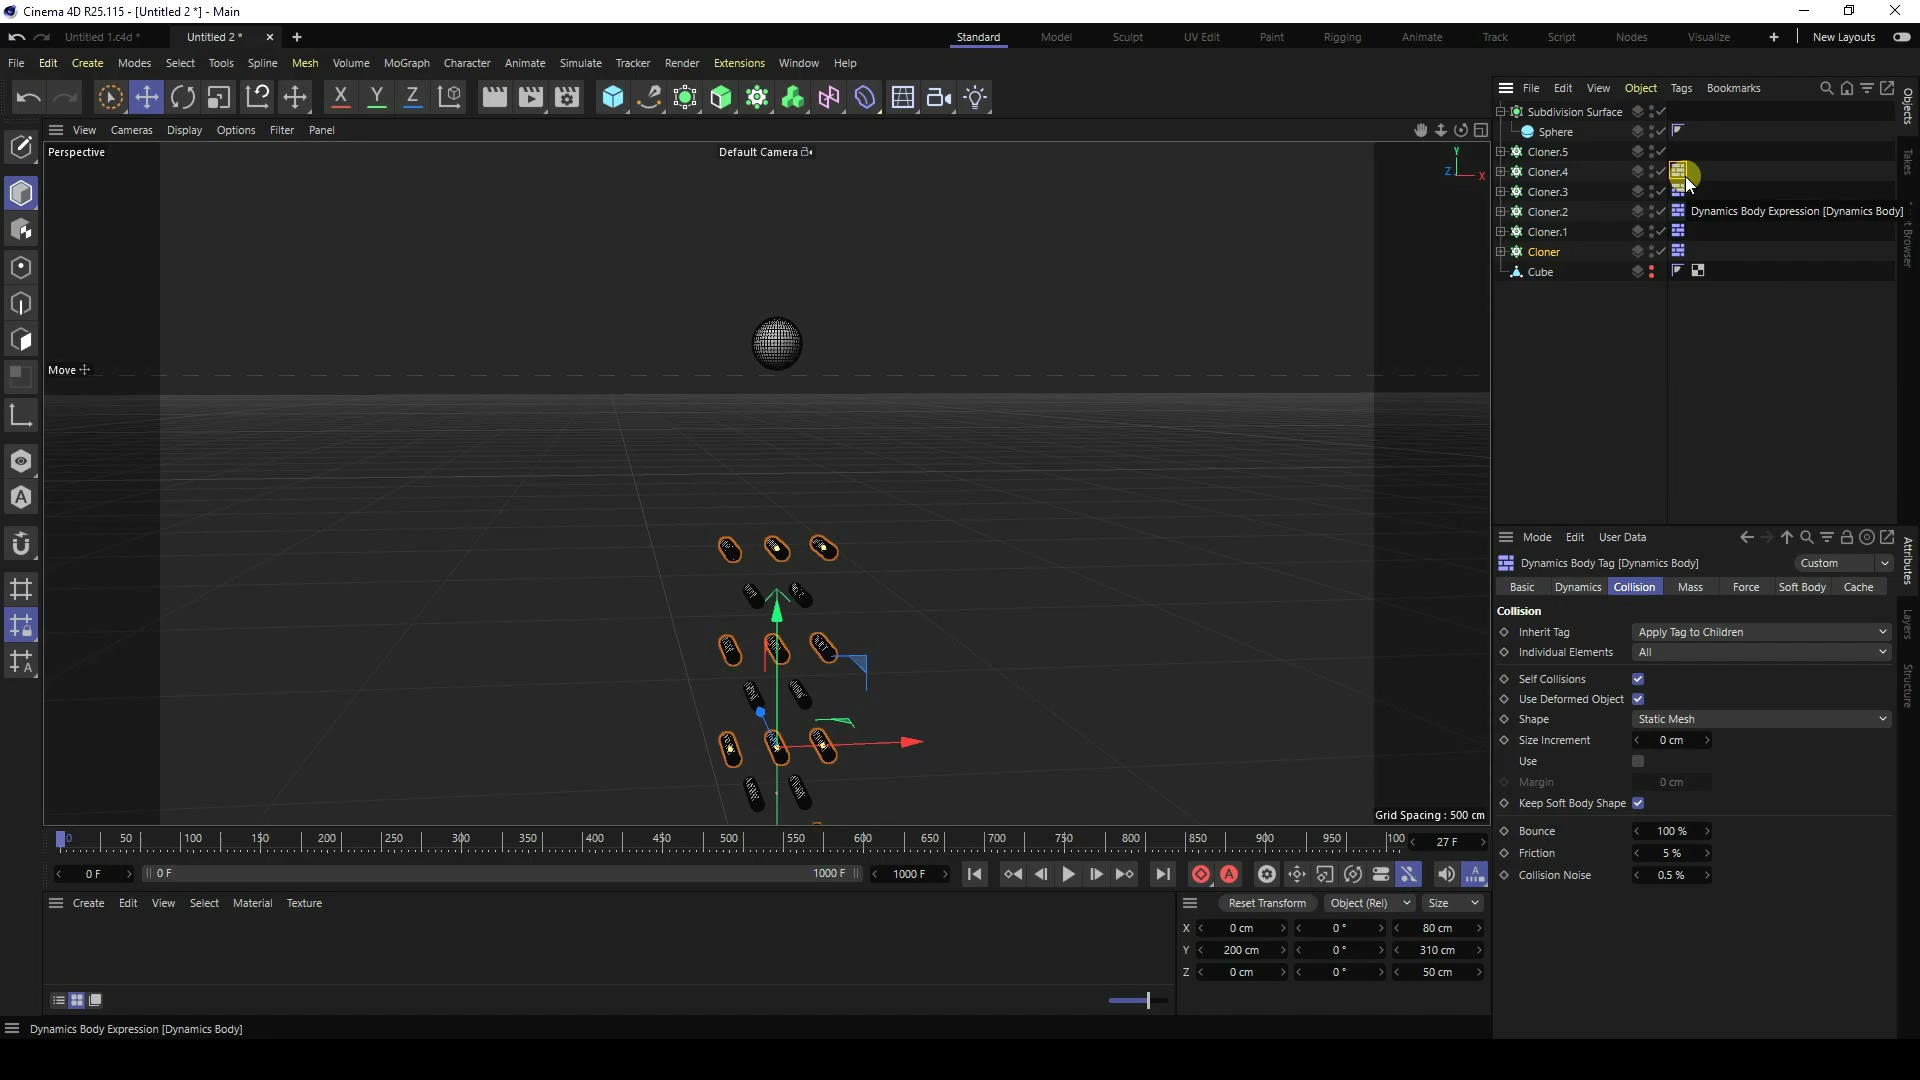 Cinema 4D R25.115 - [Untitled 2 *] - Main
Untitled 1.c4d *
Untitled 2 *
Standard
Model
Sculpt
UV Edit
Paint
Rigging
Animate
Track
Script
Nodes
Visualize
New Layouts
File Edit Create Modes Select Tools Spline Mesh Volume MoGraph Character Animate Simulate Tracker Render Extensions Window Help
File Edit View Object Tags Bookmarks
Subdivision Surface
Sphere
Cloner.5
Cloner.4
Cloner.3
Cloner.2
Dynamics Body Expression [Dynamics Body]
Cloner.1
Cloner
Cube
Objects
Takes
t Browser
View Cameras Display Options Filter Panel
Perspective
Default Camera
Y
Z
X
Move
Grid Spacing : 500 cm
Mode Edit User Data
Dynamics Body Tag [Dynamics Body]
Custom
Basic Dynamics Collision Mass Force Soft Body Cache
Collision
Inherit Tag Apply Tag to Children
Individual Elements All
Self Collisions
Use Deformed Object
Shape Static Mesh
Size Increment 0 cm
Use
Margin 0 cm
Keep Soft Body Shape
Bounce 100 %
Friction 5 %
Collision Noise 0.5 %
Attributes
Layers
Structure
0 50 100 150 200 250 300 350 400 450 500 550 600 650 700 750 800 850 900 950 100
27 F
0 F
0 F
1000 F
1000 F
Create Edit View Select Material Texture
Reset Transform
Object (Rel)
Size
X 0 cm 0 ° 80 cm
Y 200 cm 0 ° 310 cm
Z 0 cm 0 ° 50 cm
Dynamics Body Expression [Dynamics Body]